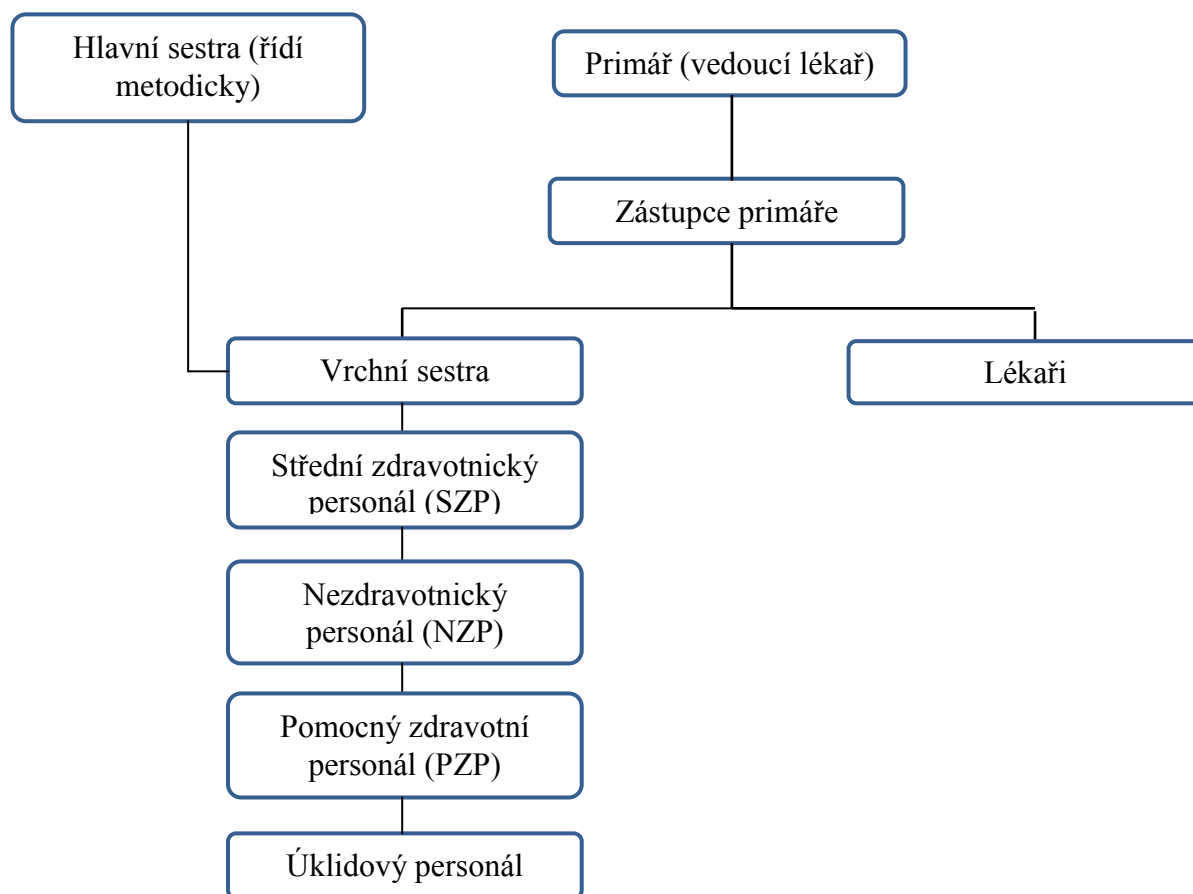 Hlavní sestra (řídí
metodicky)
Primář (vedoucí lékař)
Zástupce primáře
Vrchní sestra
Lékaři
Střední zdravotnický
personál (SZP)
Nezdravotnický
personál (NZP)
Pomocný zdravotní
personál (PZP)
Úklidový personál